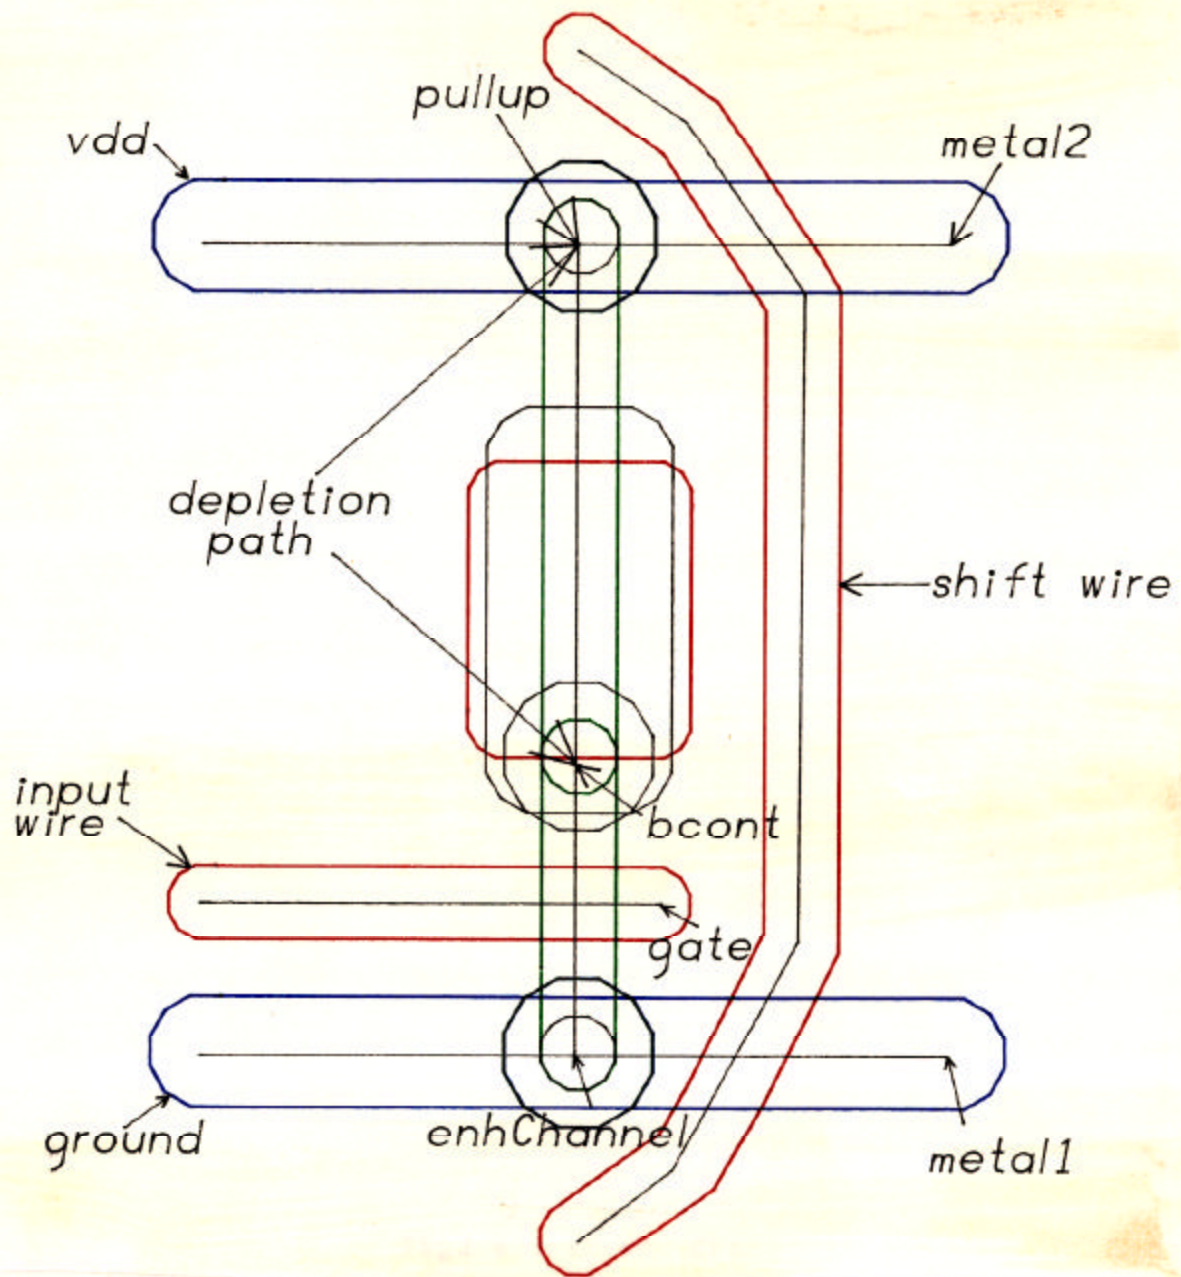 pullup
vdd
metal2
depletion
path
shift wire
input
wire
bcont
gate
ground
enhChannel
metal1